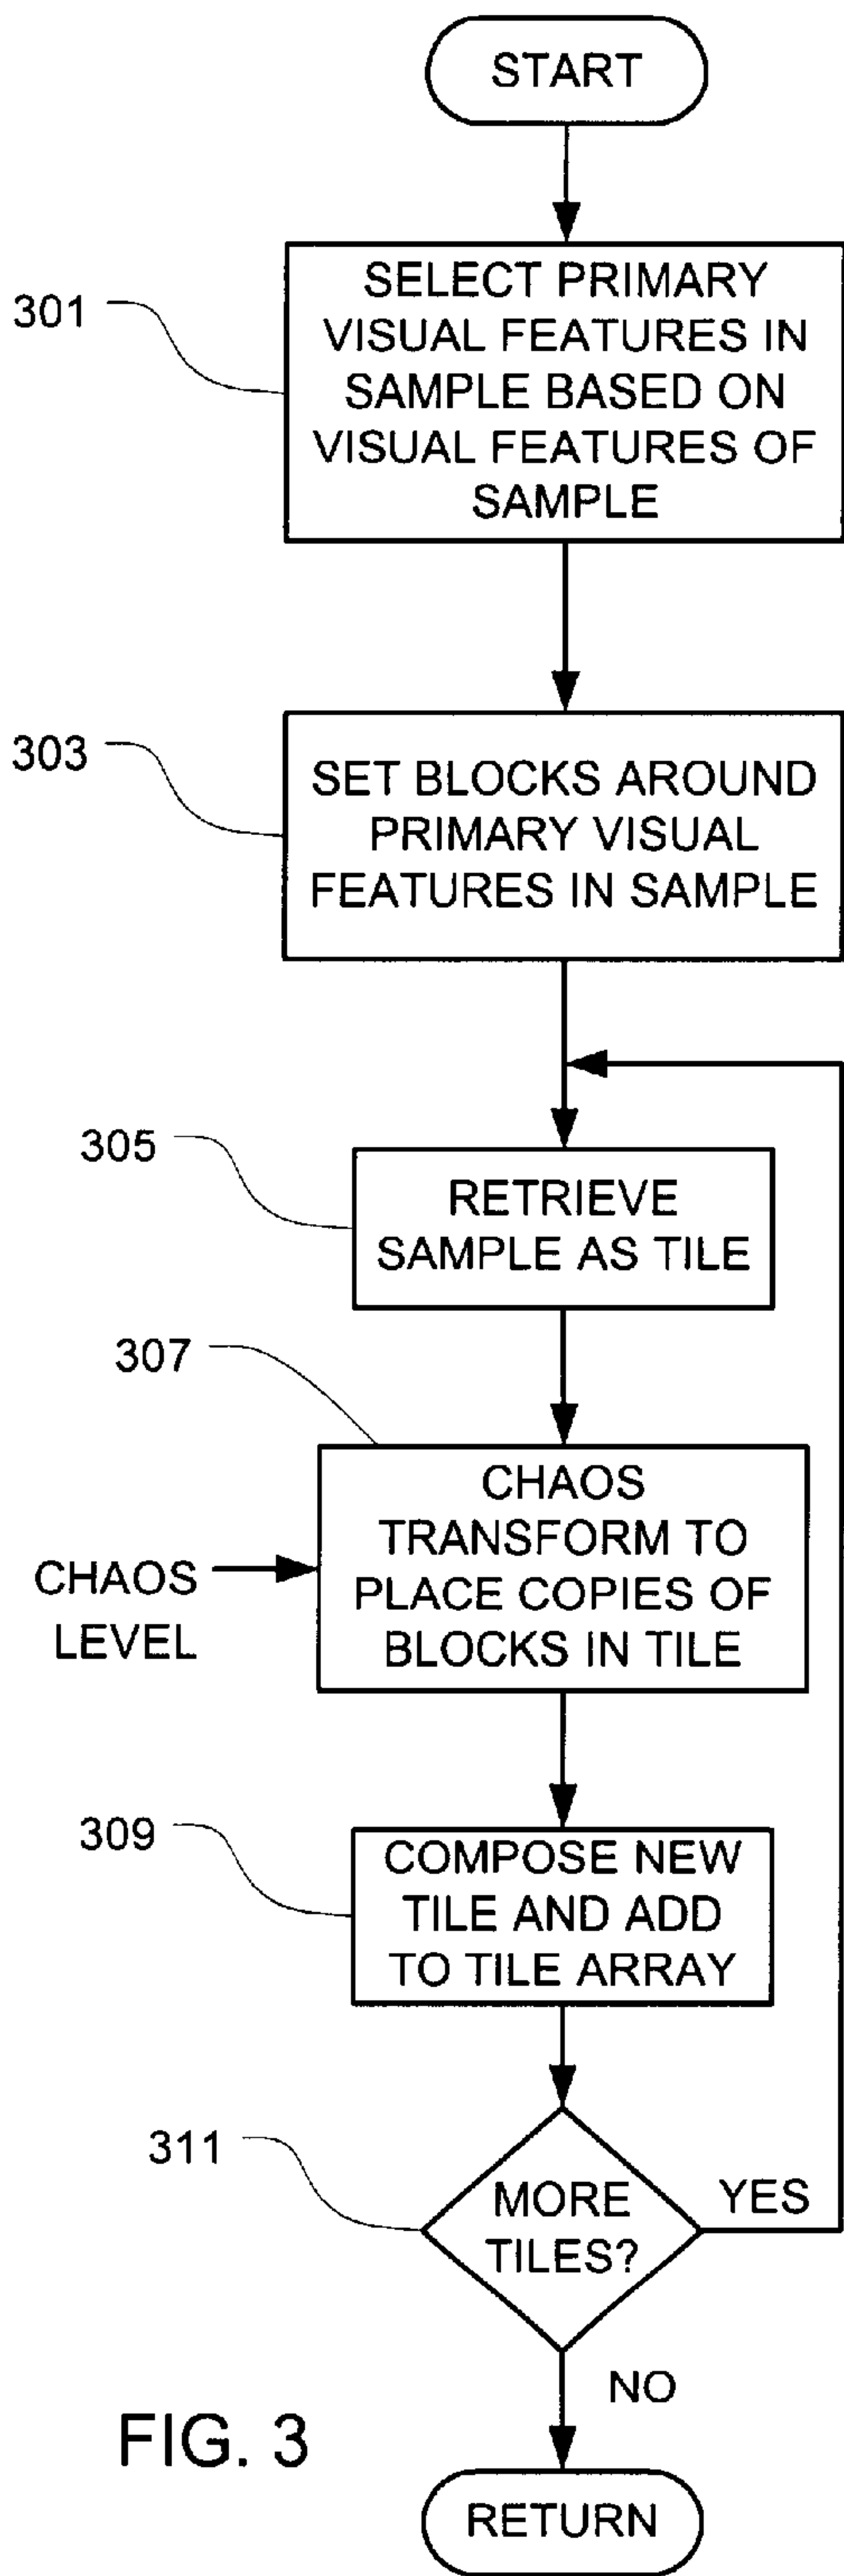 START
301
SELECT PRIMARY
VISUAL FEATURES IN
SAMPLE BASED ON
VISUAL FEATURES OF
SAMPLE
303
SET BLOCKS AROUND
PRIMARY VISUAL
FEATURES IN SAMPLE
305
RETRIEVE
SAMPLE AS TILE
307
CHAOS
TRANSFORM TO
PLACE COPIES OF
BLOCKS IN TILE
CHAOS
LEVEL
309
COMPOSE NEW
TILE AND ADD
TO TILE ARRAY
311
MORE
TILES?
YES
NO
FIG. 3
RETURN